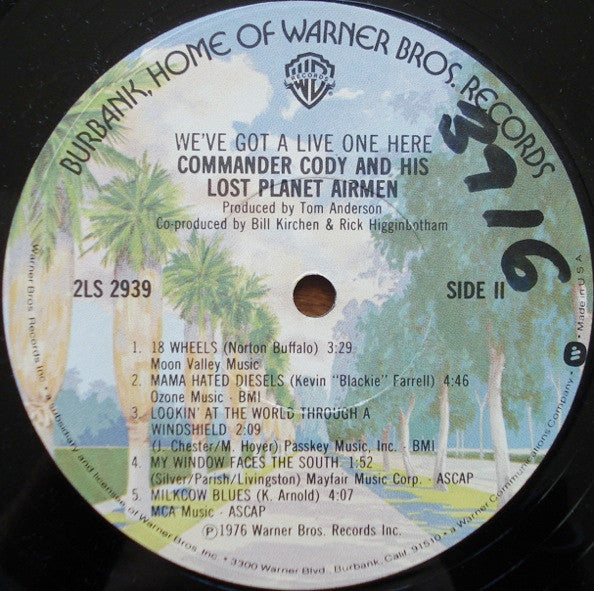 BURBANK, HOME OF WARNER BROS. RECORDS
WB
RECORDS
WE'VE GOT A LIVE ONE HERE
COMMANDER CODY AND HIS
LOST PLANET AIRMEN
Produced by Tom Anderson
Co-produced by Bill Kirchen & Rick Higginbotham
2LS 2939
SIDE II
1. 18 WHEELS (Norton Buffalo) 3:29
Moon Valley Music
2. MAMA HATED DIESELS (Kevin "Blackie" Farrell) 4:46
Ozone Music - BMI
3. LOOKIN' AT THE WORLD THROUGH A
WINDSHIELD 2:09
(J. Chester/M. Hoyer) Passkey Music, Inc. - BMI
4. MY WINDOW FACES THE SOUTH 1:52
(Silver/Parish/Livingston) Mayfair Music Corp. - ASCAP
5. MILKCOW BLUES (K. Arnold) 4:07
MCA Music - ASCAP
Ⓟ1976 Warner Bros. Records Inc.
Warner Bros. Records Inc. • a subsidiary and licensee of Warner Bros. Inc. • 3300 Warner Blvd., Burbank, Calif. 91510 • a Warner Communications Company • Made in U.S.A.